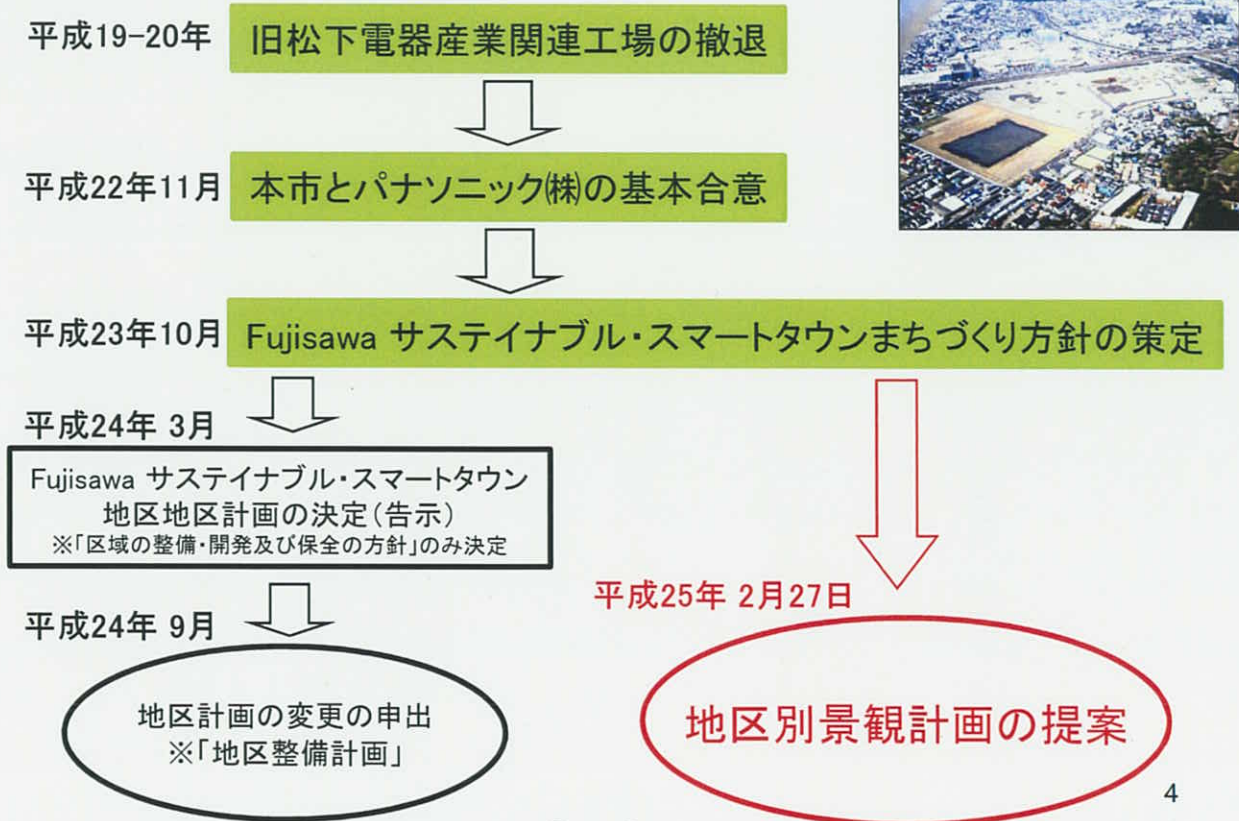 平成19-20年
旧松下電器産業関連工場の撤退
平成22年11月
本市とパナソニック㈱の基本合意
平成23年10月
Fujisawa サステイナブル・スマートタウンまちづくり方針の策定
平成24年 3月
Fujisawa サステイナブル・スマートタウン
地区地区計画の決定(告示)
※「区域の整備・開発及び保全の方針」のみ決定
平成24年 9月
地区計画の変更の申出
※「地区整備計画」
平成25年 2月27日
地区別景観計画の提案
4